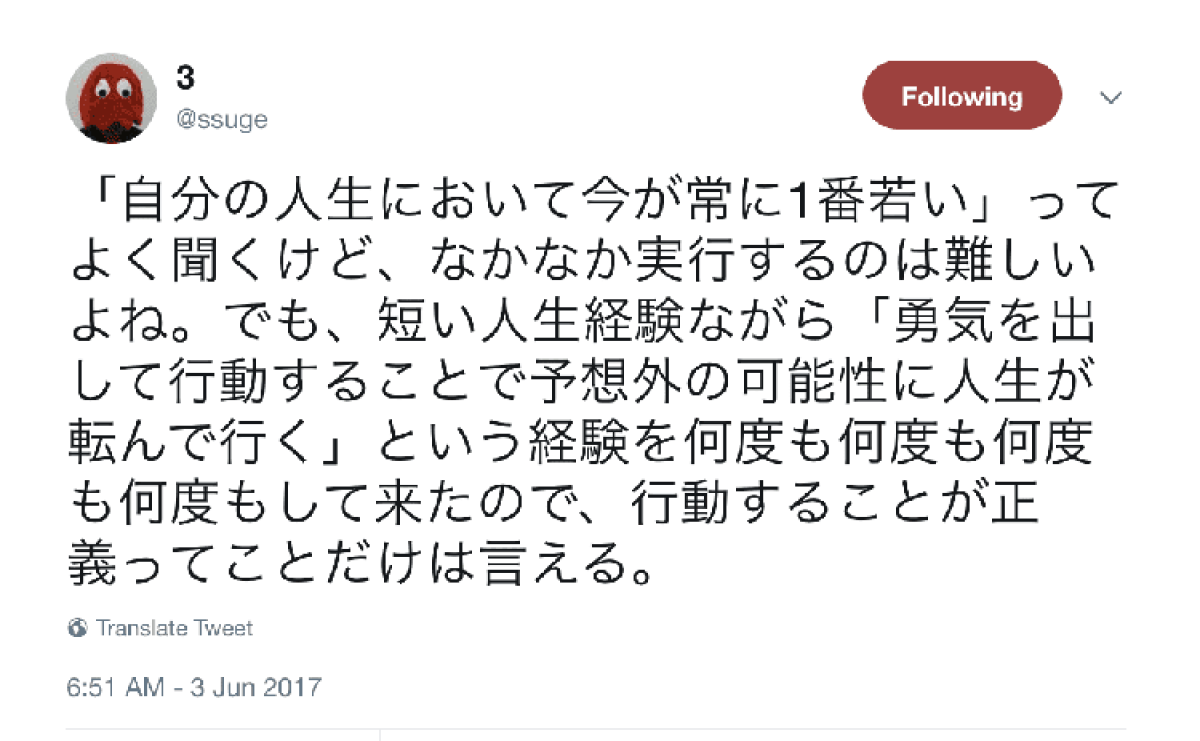 3
@ssuge
Following
「自分の人生において今が常に1番若い」って
よく聞くけど、なかなか実行するのは難しい
よね。でも、短い人生経験ながら「勇気を出
して行動することで予想外の可能性に人生が
転んで行く」という経験を何度も何度も何度
も何度もして来たので、行動することが正
義ってことだけは言える。
Translate Tweet
6:51 AM - 3 Jun 2017